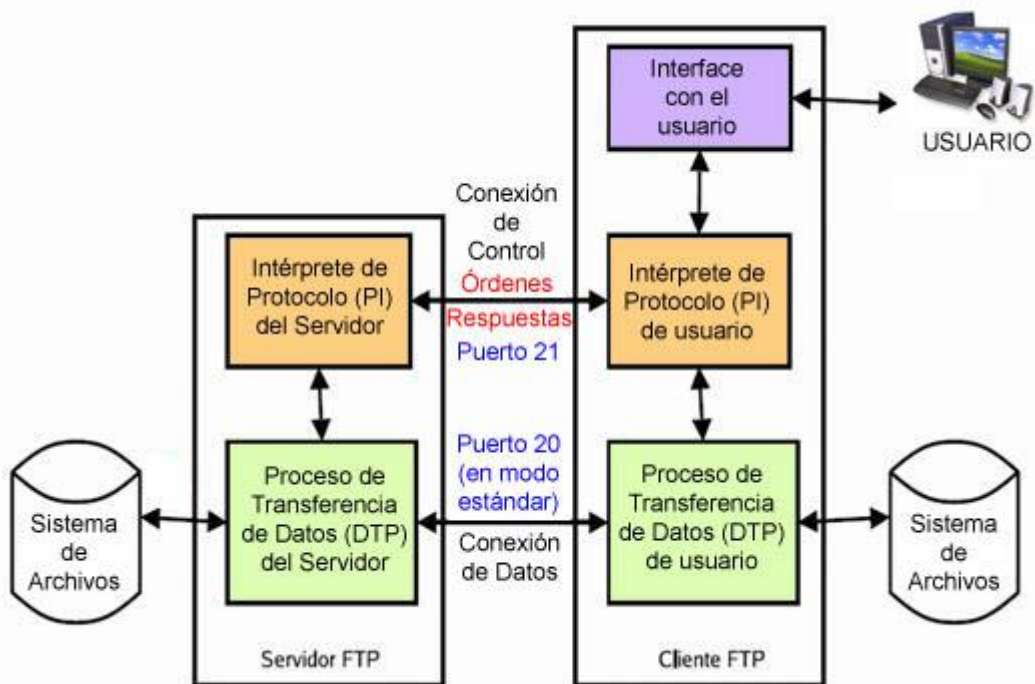 Interface
con el
usuario
USUARIO
Conexión
de
Control
Órdenes
Respuestas
Puerto 21
Intérprete de
Protocolo (PI)
del Servidor
Intérprete de
Protocolo (PI)
de usuario
Puerto 20
(en modo
estándar)
Conexión
de Datos
Sistema
de
Archivos
Proceso de
Transferencia
de Datos (DTP)
del Servidor
Proceso de
Transferencia
de Datos (DTP)
de usuario
Sistema
de
Archivos
Servidor FTP
Cliente FTP